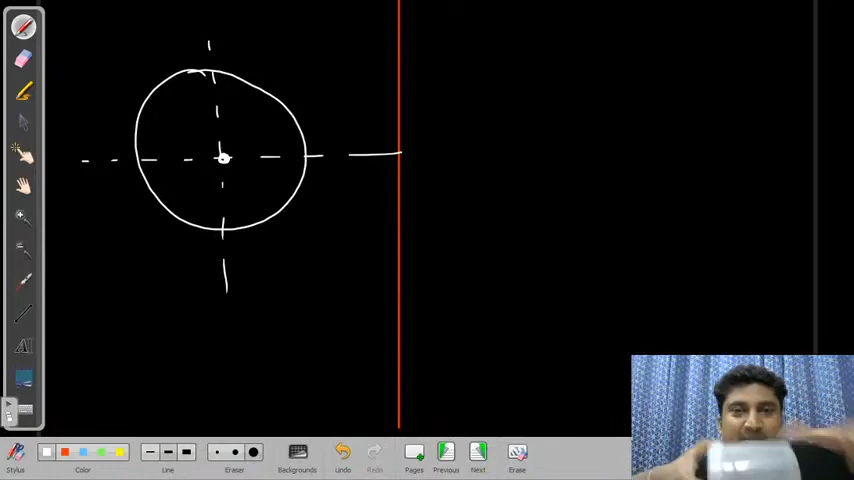 Stylus
Color
Line
Eraser
Backgrounds
Undo
Redo
Pages
Previous
Next
Erase